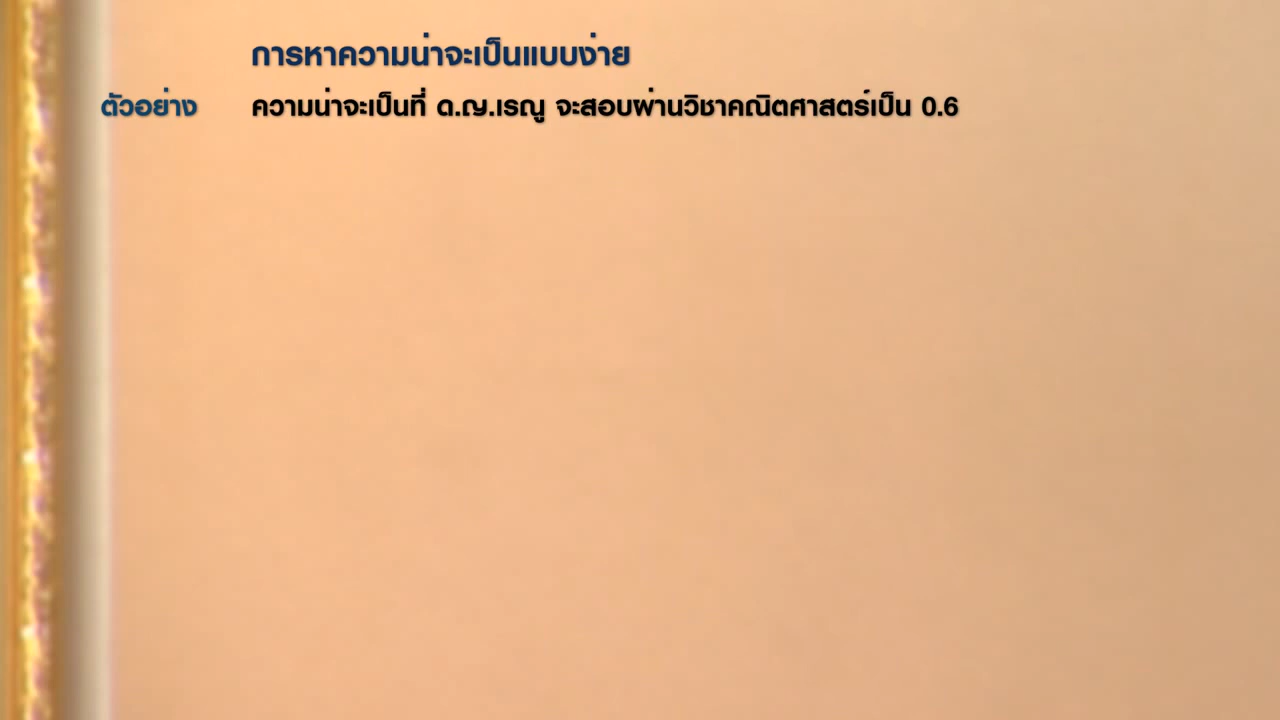 การหาความน่าจะเป็นแบบง่าย
ตัวอย่าง ความน่าจะเป็นที่ ด.ญ.เรณู จะสอบผ่านวิชาคณิตศาสตร์เป็น 0.6